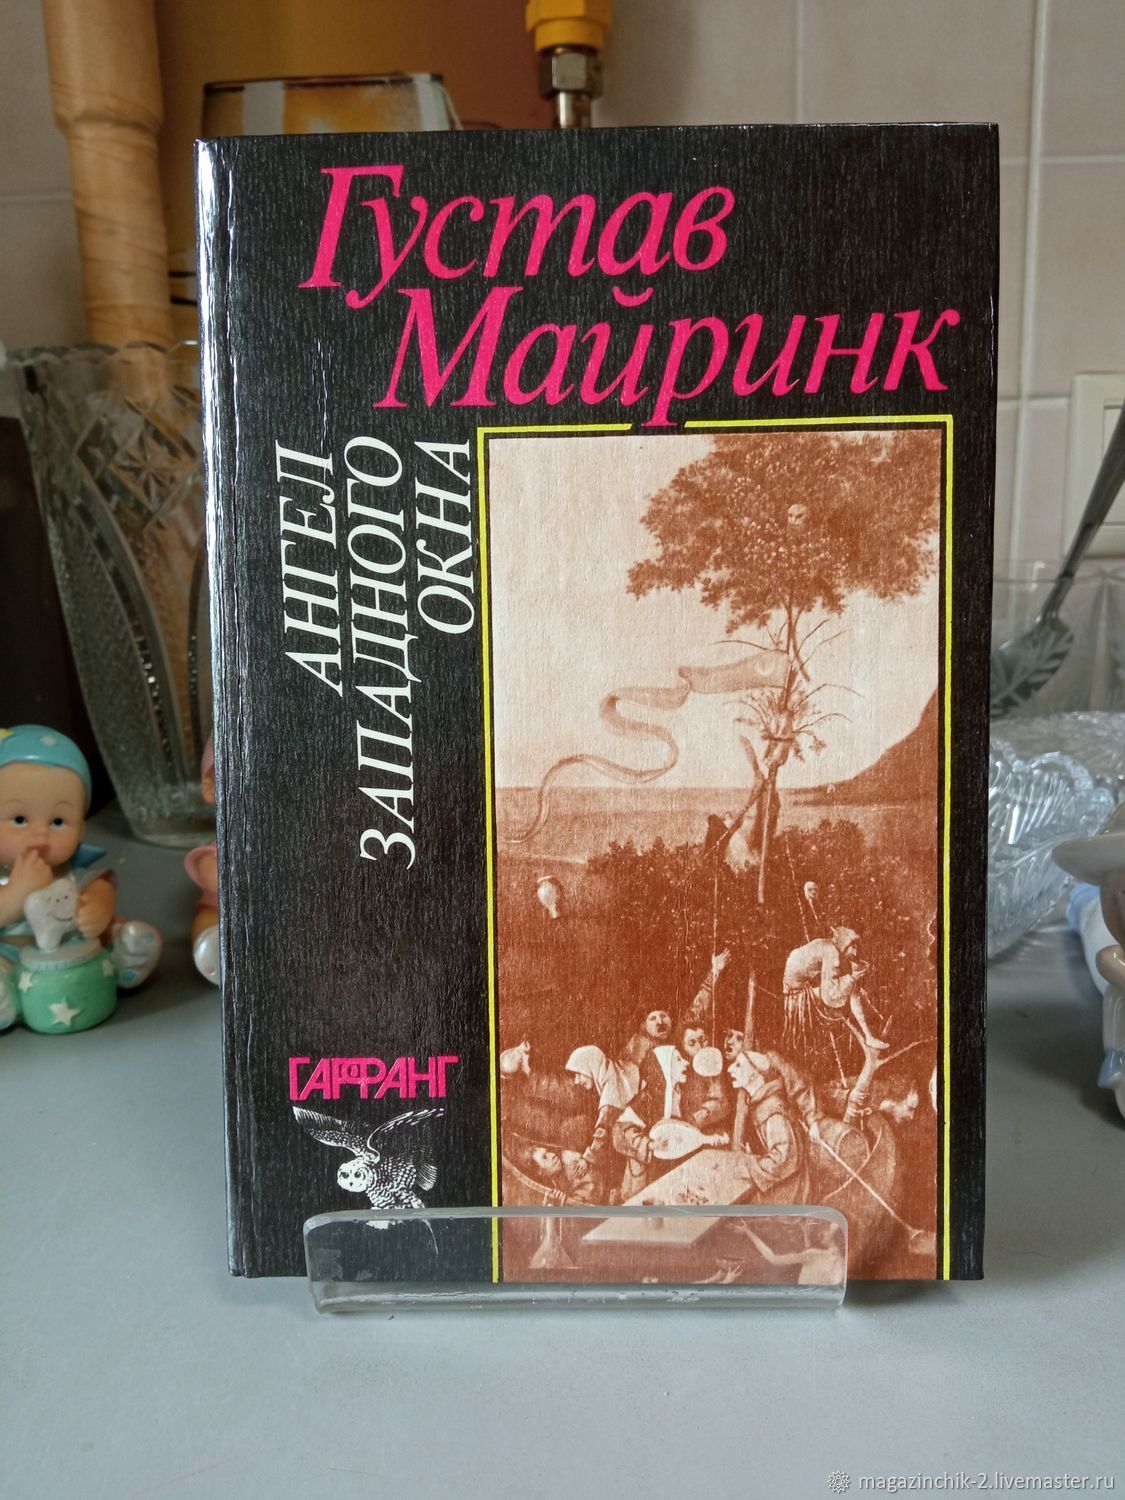 Густав
Майринк
АНГЕЛ
ЗАПАДНОГО
ОКНА
ГАРФАНГ
magazinchik-2.livemaster.ru